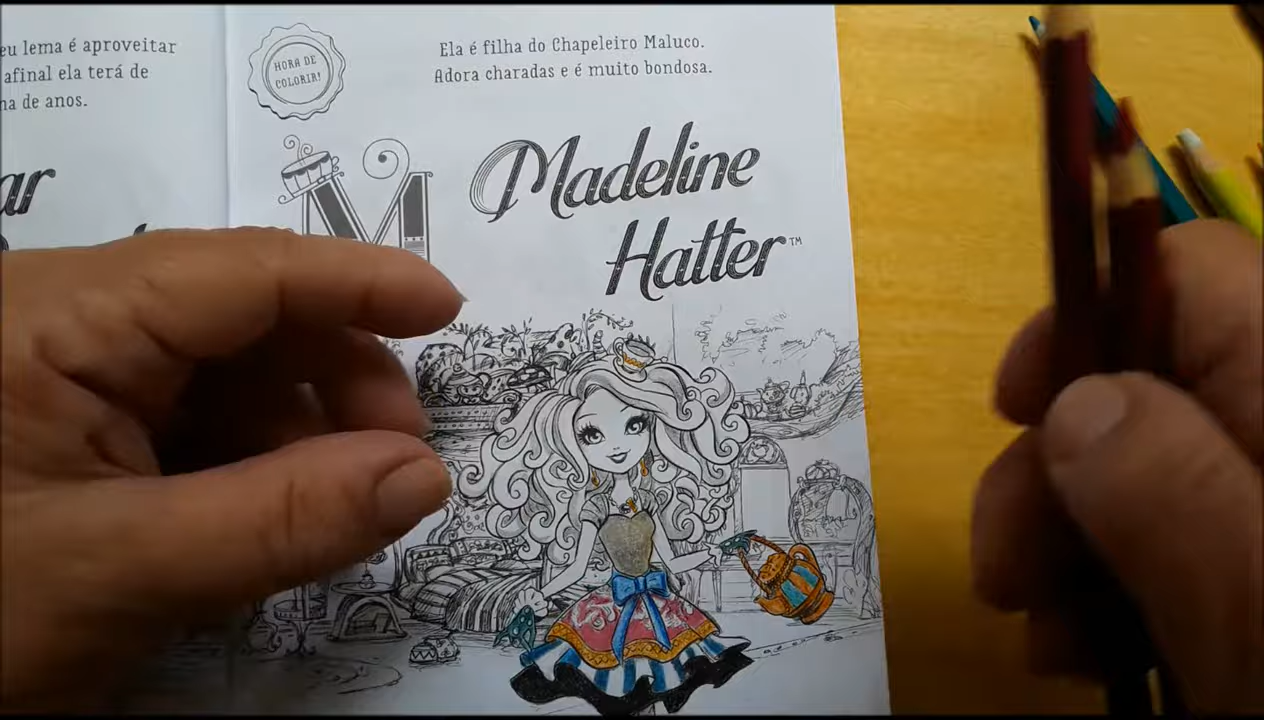 eu lema é aproveitar
afinal ela terá de
na de anos.
ar
HORA DE
COLORIR!
Ela é filha do Chapeleiro Maluco.
Adora charadas e é muito bondosa.
M
Madeline
Hatter™